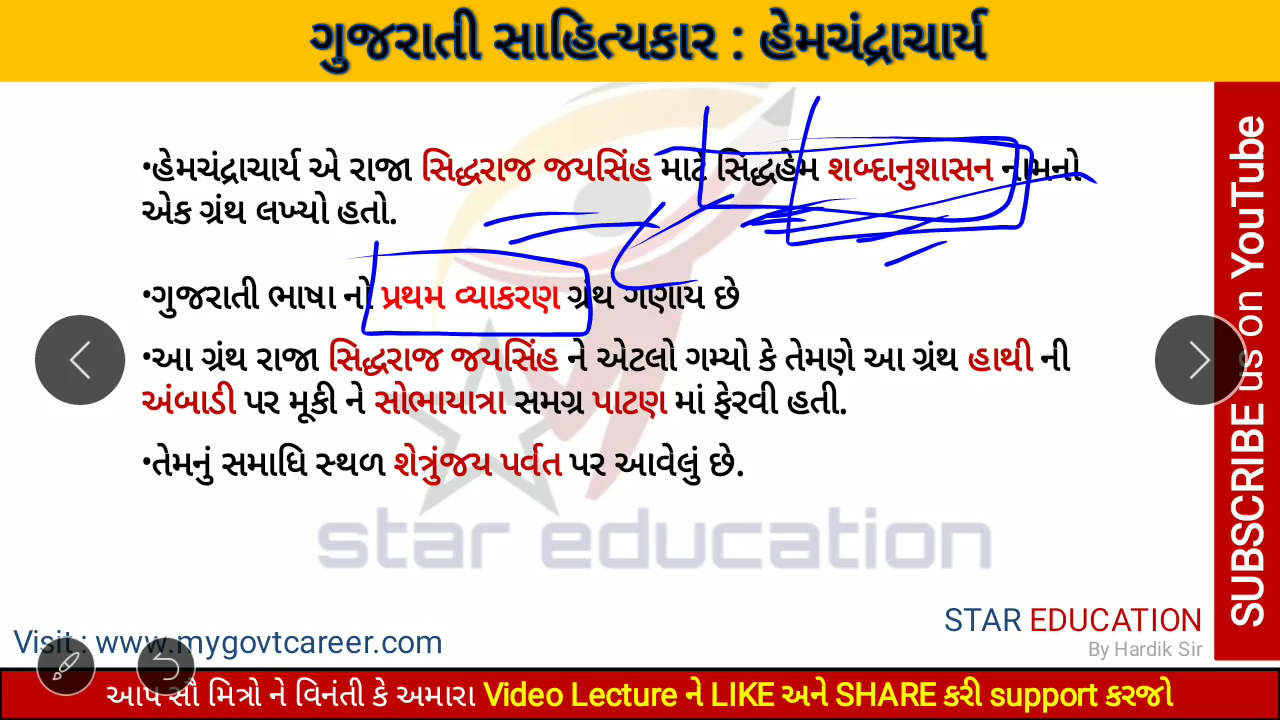 ગુજરાતી સાહિત્યકાર : હેમચંદ્રાચાર્ય
•હેમચંદ્રાચાર્ય એ રાજા સિદ્ધરાજ જયસિંહ માટે સિદ્ધહેમ શબ્દાનુશાસન નામનો
એક ગ્રંથ લખ્યો હતો.
•ગુજરાતી ભાષા નો પ્રથમ વ્યાકરણ ગ્રંથ ગણાય છે
•આ ગ્રંથ રાજા સિદ્ધરાજ જયસિંહ ને એટલો ગમ્યો કે તેમણે આ ગ્રંથ હાથી ની
અંબાડી પર મૂકી ને સોભાયાત્રા સમગ્ર પાટણ માં ફેરવી હતી.
•તેમનું સમાધિ સ્થળ શેત્રુંજય પર્વત પર આવેલું છે.
star education
SUBSCRIBE us on YouTube
STAR EDUCATION
By Hardik Sir
Visit : www.mygovtcareer.com
આપ સૌ મિત્રો ને વિનંતી કે અમારા Video Lecture ને LIKE અને SHARE કરી support કરજો